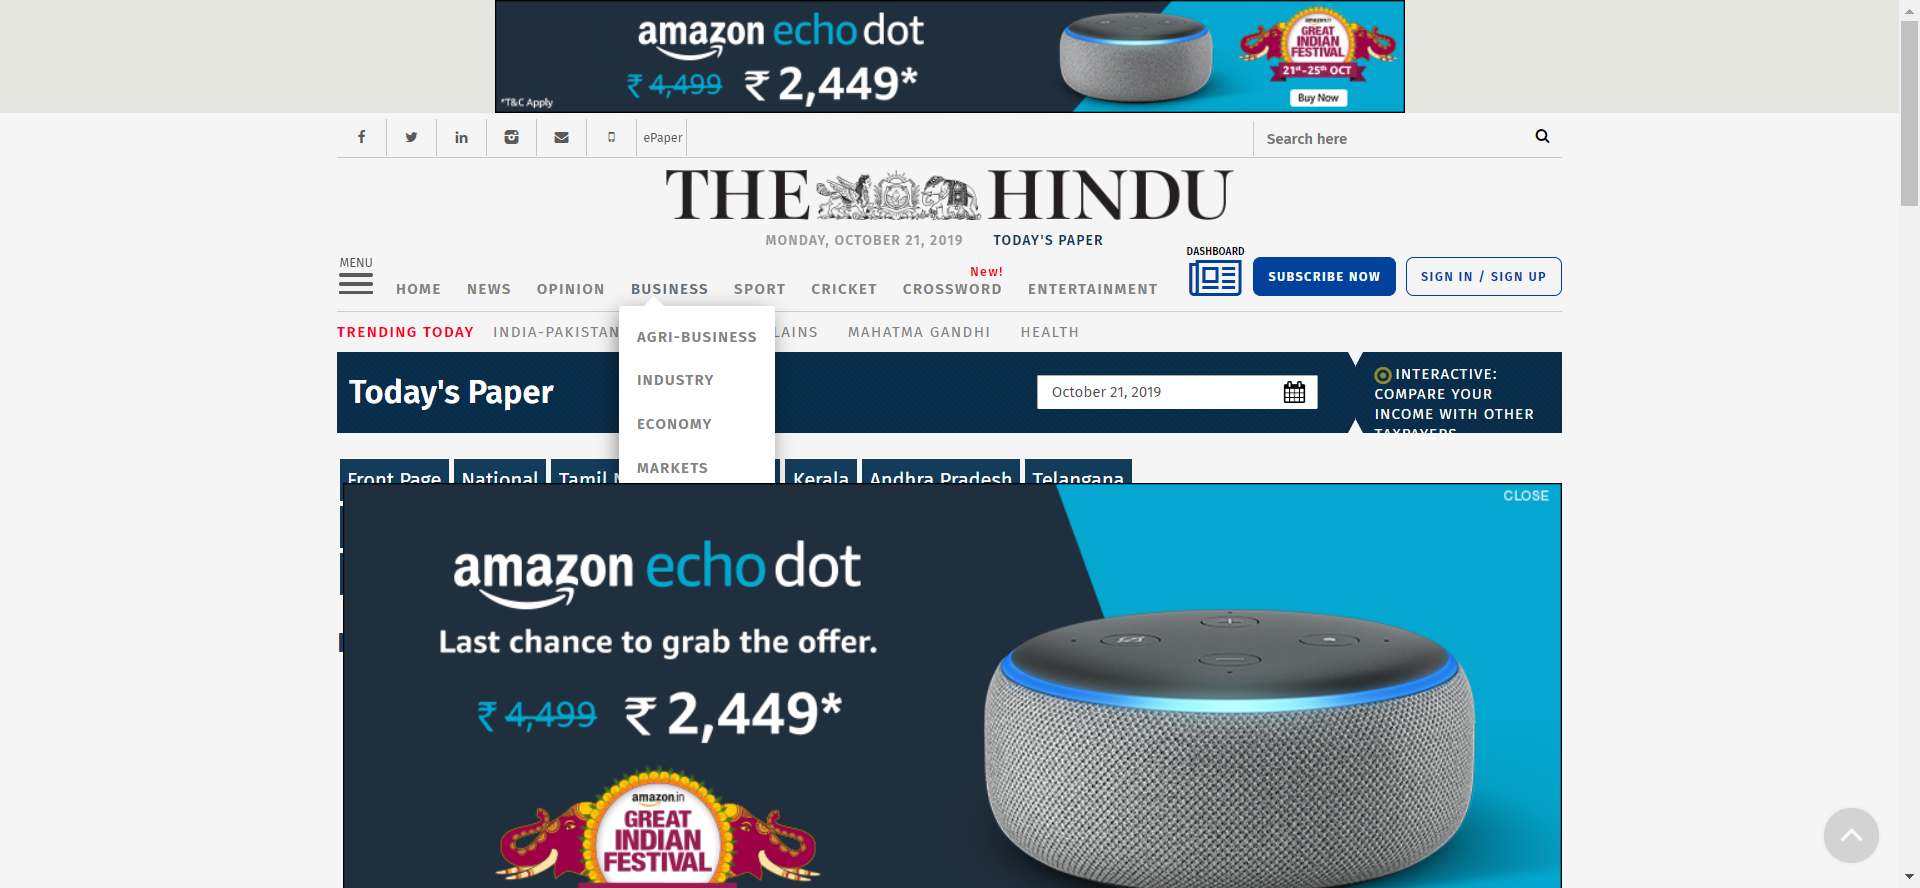 amazon echo dot
₹ 4,499 ₹ 2,449*
*T&C Apply
amazon.in
GREAT
INDIAN
FESTIVAL
21st-25th OCT
Buy Now
ePaper
Search here
THE HINDU
MONDAY, OCTOBER 21, 2019 TODAY'S PAPER
MENU
HOME NEWS OPINION BUSINESS SPORT CRICKET CROSSWORD ENTERTAINMENT
New!
DASHBOARD
SUBSCRIBE NOW
SIGN IN / SIGN UP
AGRI-BUSINESS
INDUSTRY
ECONOMY
MARKETS
TRENDING TODAY INDIA-PAKISTAN LAINS MAHATMA GANDHI HEALTH
Today's Paper
October 21, 2019
INTERACTIVE:
COMPARE YOUR
INCOME WITH OTHER
TAXPAYERS
Front Page National Tamil Kerala Andhra Pradesh Telangana
CLOSE
amazon echo dot
Last chance to grab the offer.
₹ 4,499 ₹ 2,449*
amazon.in
GREAT
INDIAN
FESTIVAL